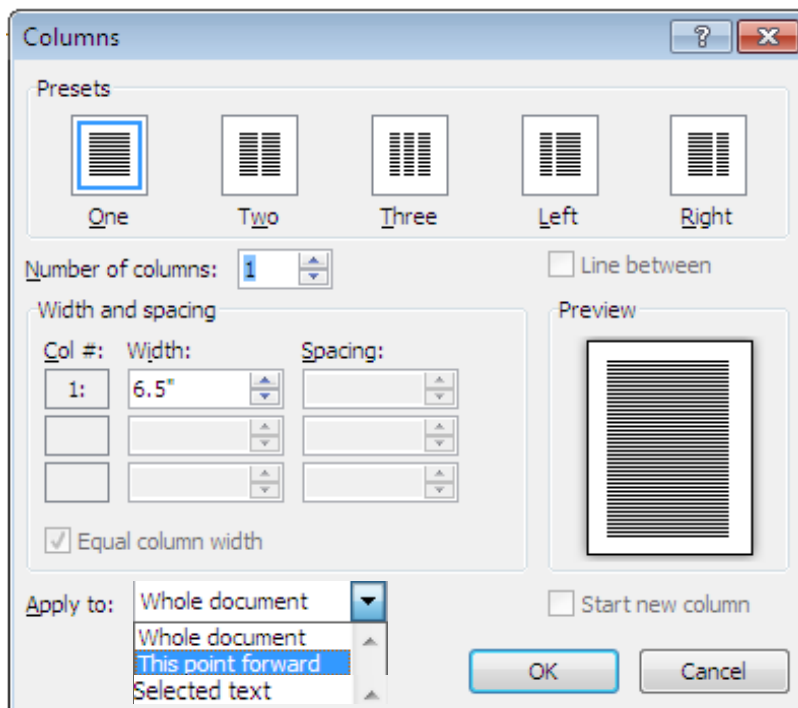 Columns
Presets
One Two Three Left Right
Number of columns: 1 Line between
Width and spacing Preview
Col #: Width: Spacing:
1: 6.5"
Equal column width
Apply to: Whole document Start new column
Whole document
This point forward
Selected text
OK Cancel